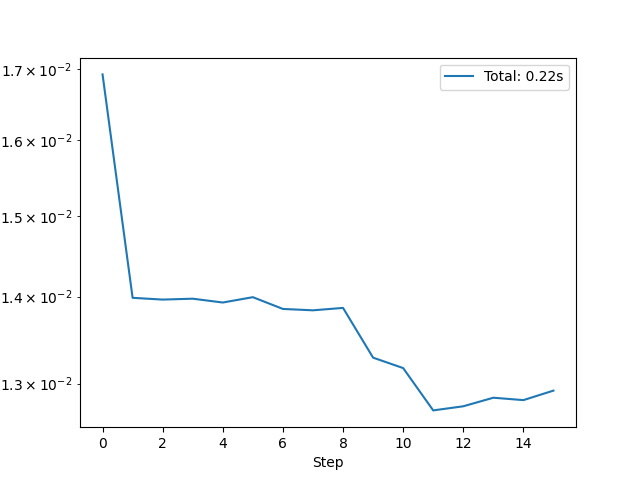 Total: 0.22s
1.7 × 10⁻²
1.6 × 10⁻²
1.5 × 10⁻²
1.4 × 10⁻²
1.3 × 10⁻²
0 2 4 6 8 10 12 14
Step